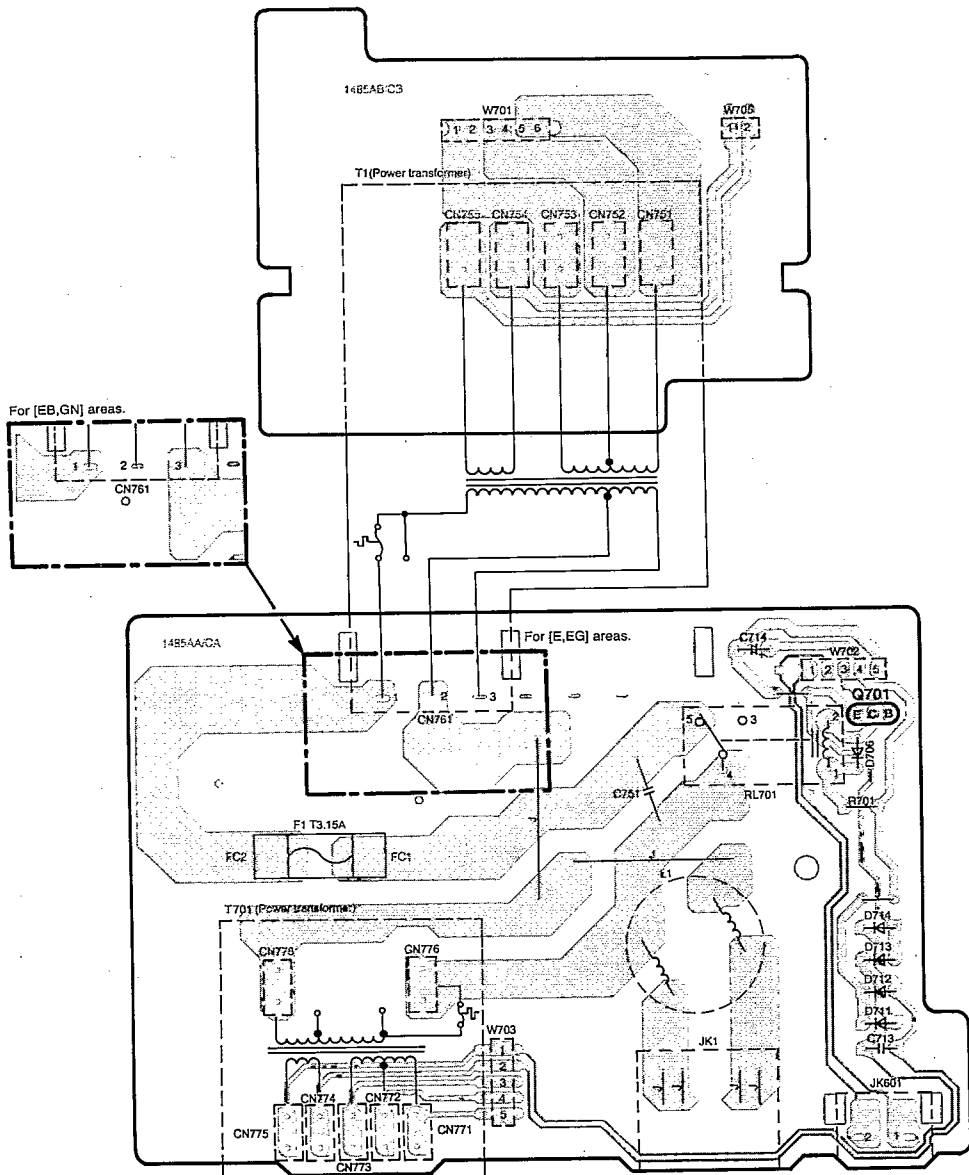 1485AB/CB
W701
1 2 3 4 5 6
W705
1 2
T1(Power transformer)
CN755 CN754 CN753 CN752 CN751
For [EB,GN] areas.
1 2 3
CN761
1485AA/CA
For [E,EG] areas.
1 2 3
CN761
C714
W702
1 2 3 4 5
Q701
E C B
5 3 2
4 1
D706
RL701
C751
R701
F1 T3.15A
FC2 FC1
J
J
L1
T701(Power transformer)
D714
D713
D712
D711
C713
CN778 CN776
W703
1
2
3
4
5
JK1
J J J J
JK601
2 1
CN774 CN772
CN775 CN771
CN773